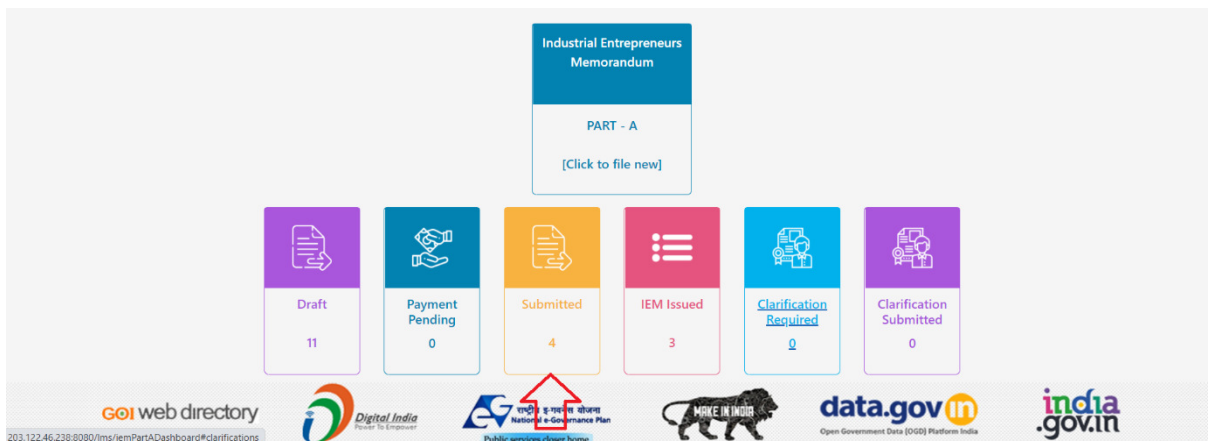 Industrial Entrepreneurs
Memorandum
PART - A
[Click to file new]
Draft
11
Payment
Pending
0
Submitted
4
IEM Issued
3
Clarification
Required
0
Clarification
Submitted
0
GOI web directory
Digital India
Power To Empower
राष्ट्रीय
योजना
National e-Governance Plan
Public services closer home
MAKE IN INDIA
data.gov in
Open Government Data (OGD) Platform India
india
.gov.in
203.122.46.238:8080/lms/iemPartADashboard#clarifications